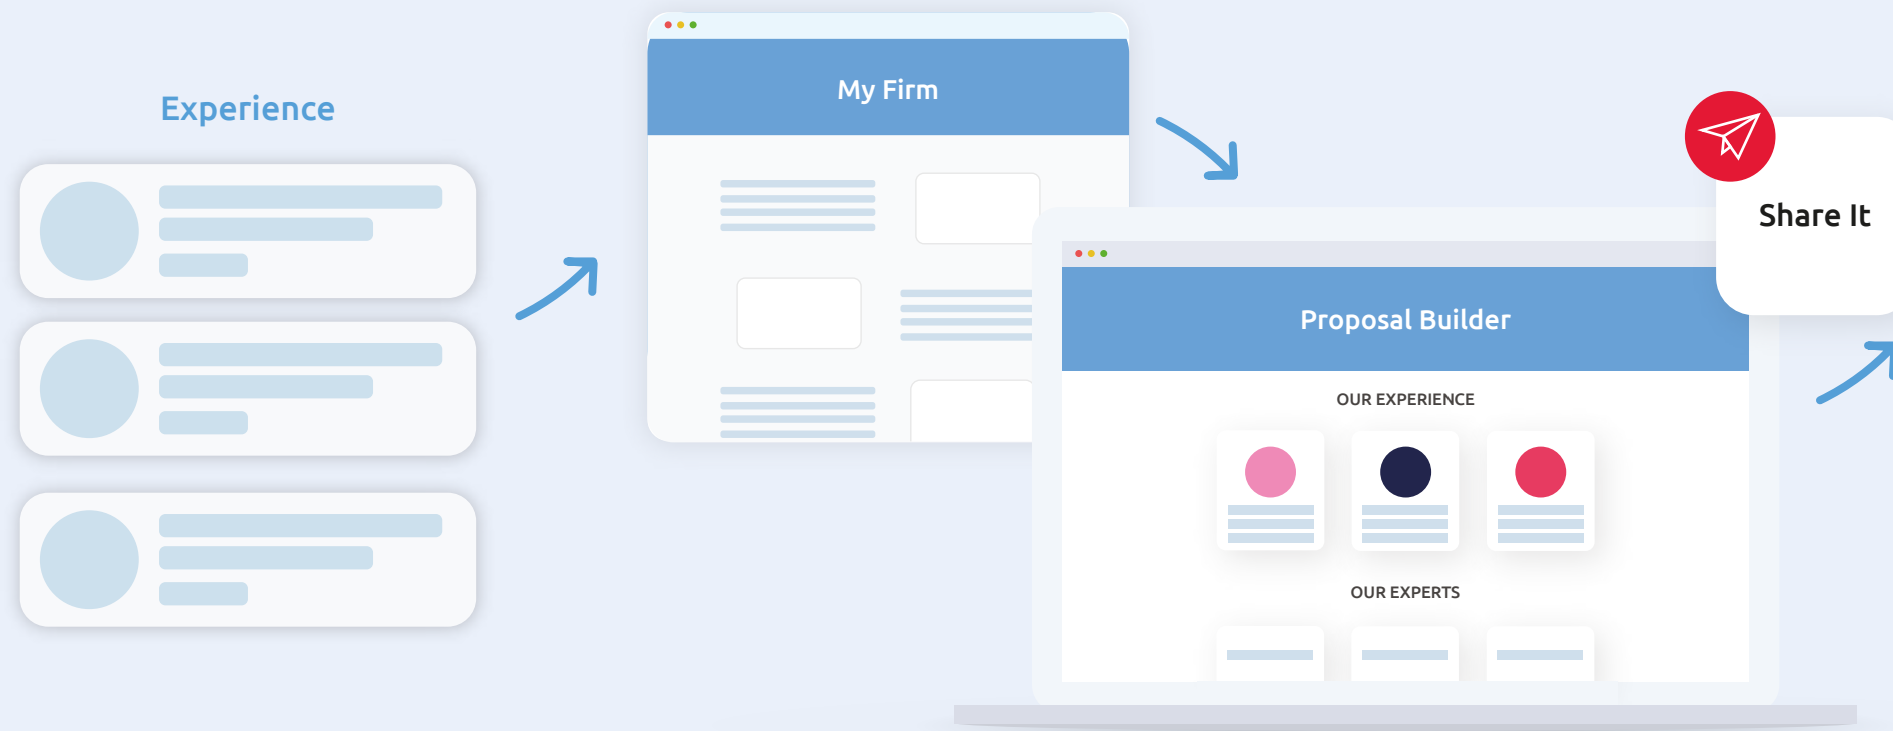 Experience
My Firm
Share It
Proposal Builder
OUR EXPERIENCE
OUR EXPERTS